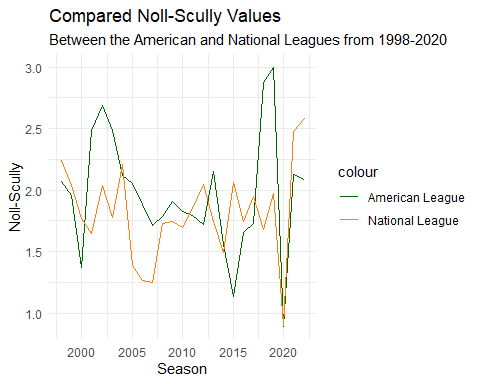 Compared Noll-Scully Values
Between the American and National Leagues from 1998-2020
3.0
2.5
2.0
1.5
1.0
Noll-Scully
2000
2005
2010
2015
2020
Season
colour
American League
National League